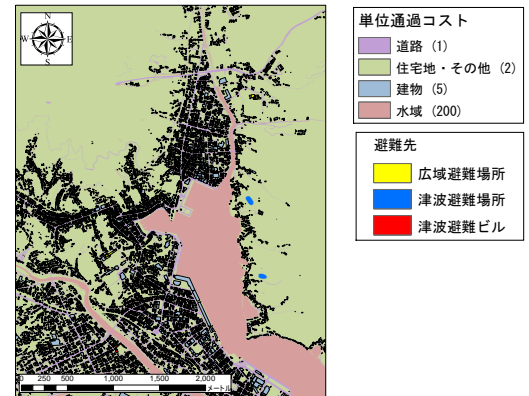 N
W E
S
単位通過コスト
道路 (1)
住宅地・その他 (2)
建物 (5)
水域 (200)
避難先
広域避難場所
津波避難場所
津波避難ビル
0 250 500 1,000 1,500 2,000
メートル